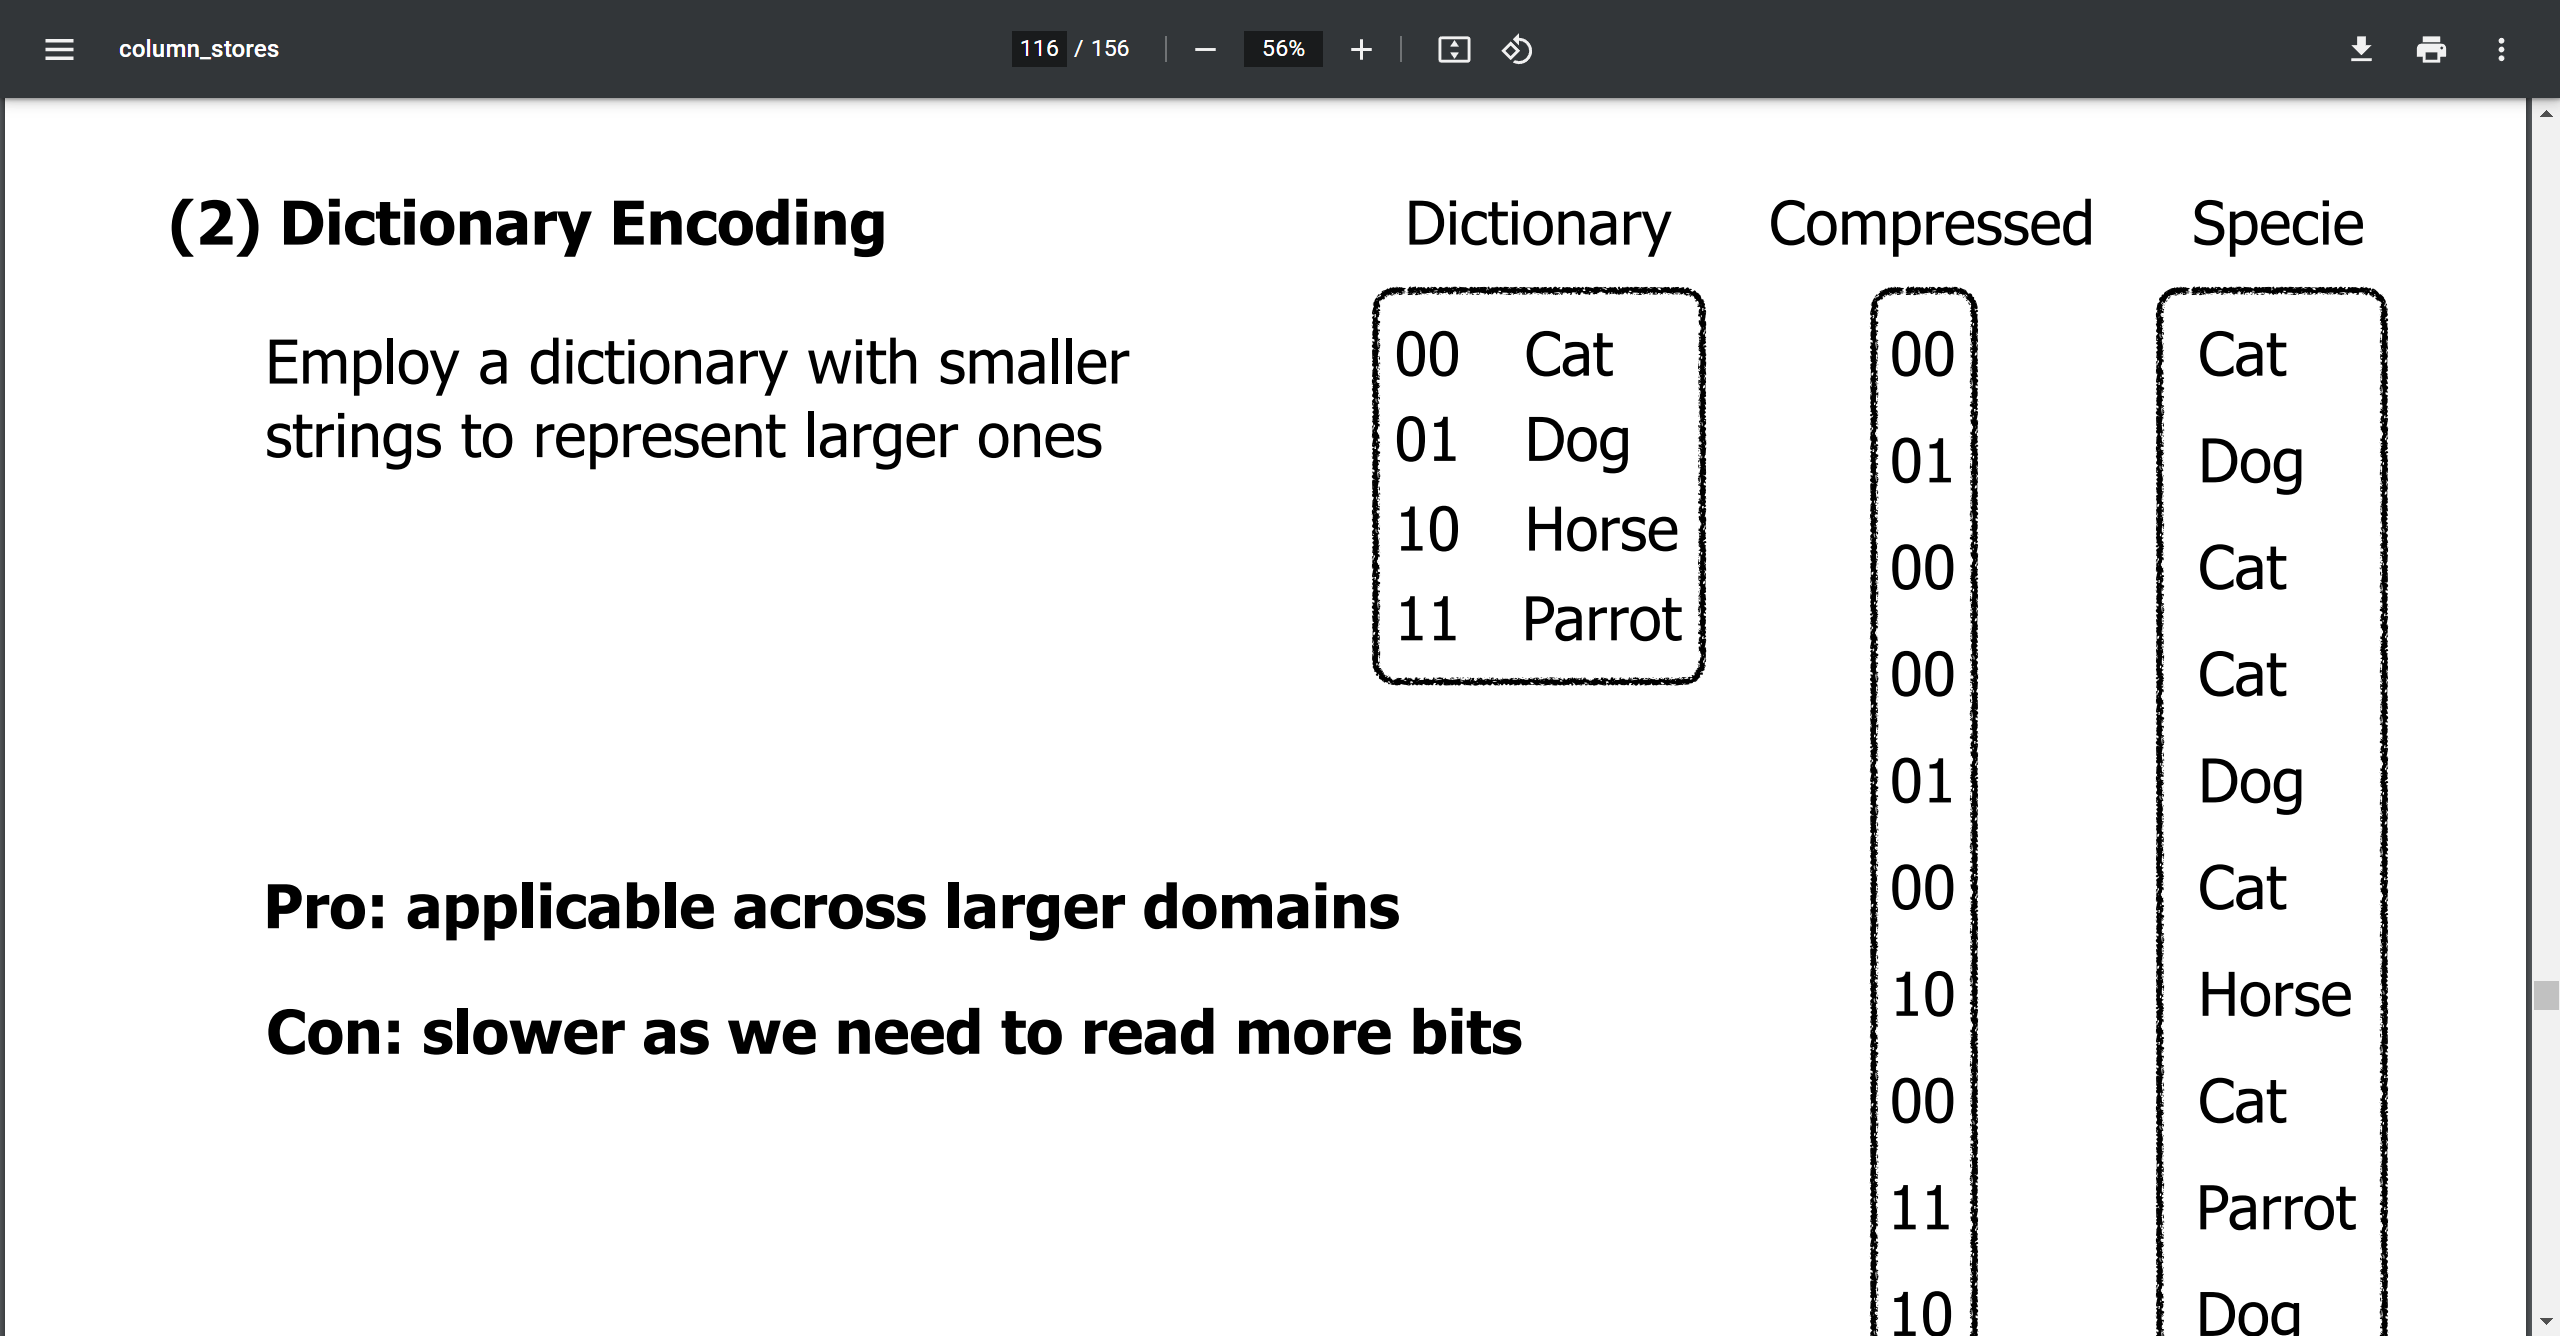 column_stores
116 / 156
56%
(2) Dictionary Encoding
Employ a dictionary with smaller
strings to represent larger ones
Pro: applicable across larger domains
Con: slower as we need to read more bits
Dictionary
00 Cat
01 Dog
10 Horse
11 Parrot
Compressed
00
01
00
00
01
00
10
00
11
10
Specie
Cat
Dog
Cat
Cat
Dog
Cat
Horse
Cat
Parrot
Dog